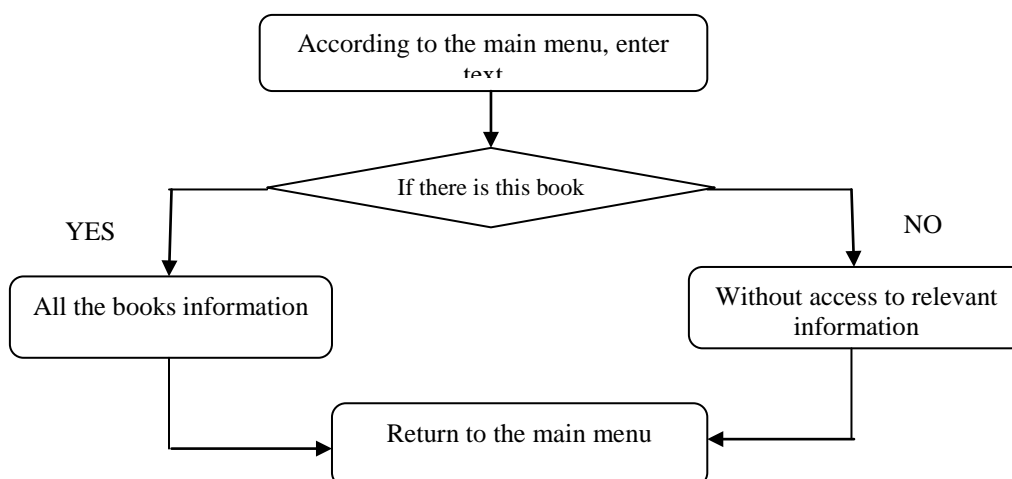 According to the main menu, enter
text
If there is this book
YES
NO
All the books information
Without access to relevant
information
Return to the main menu